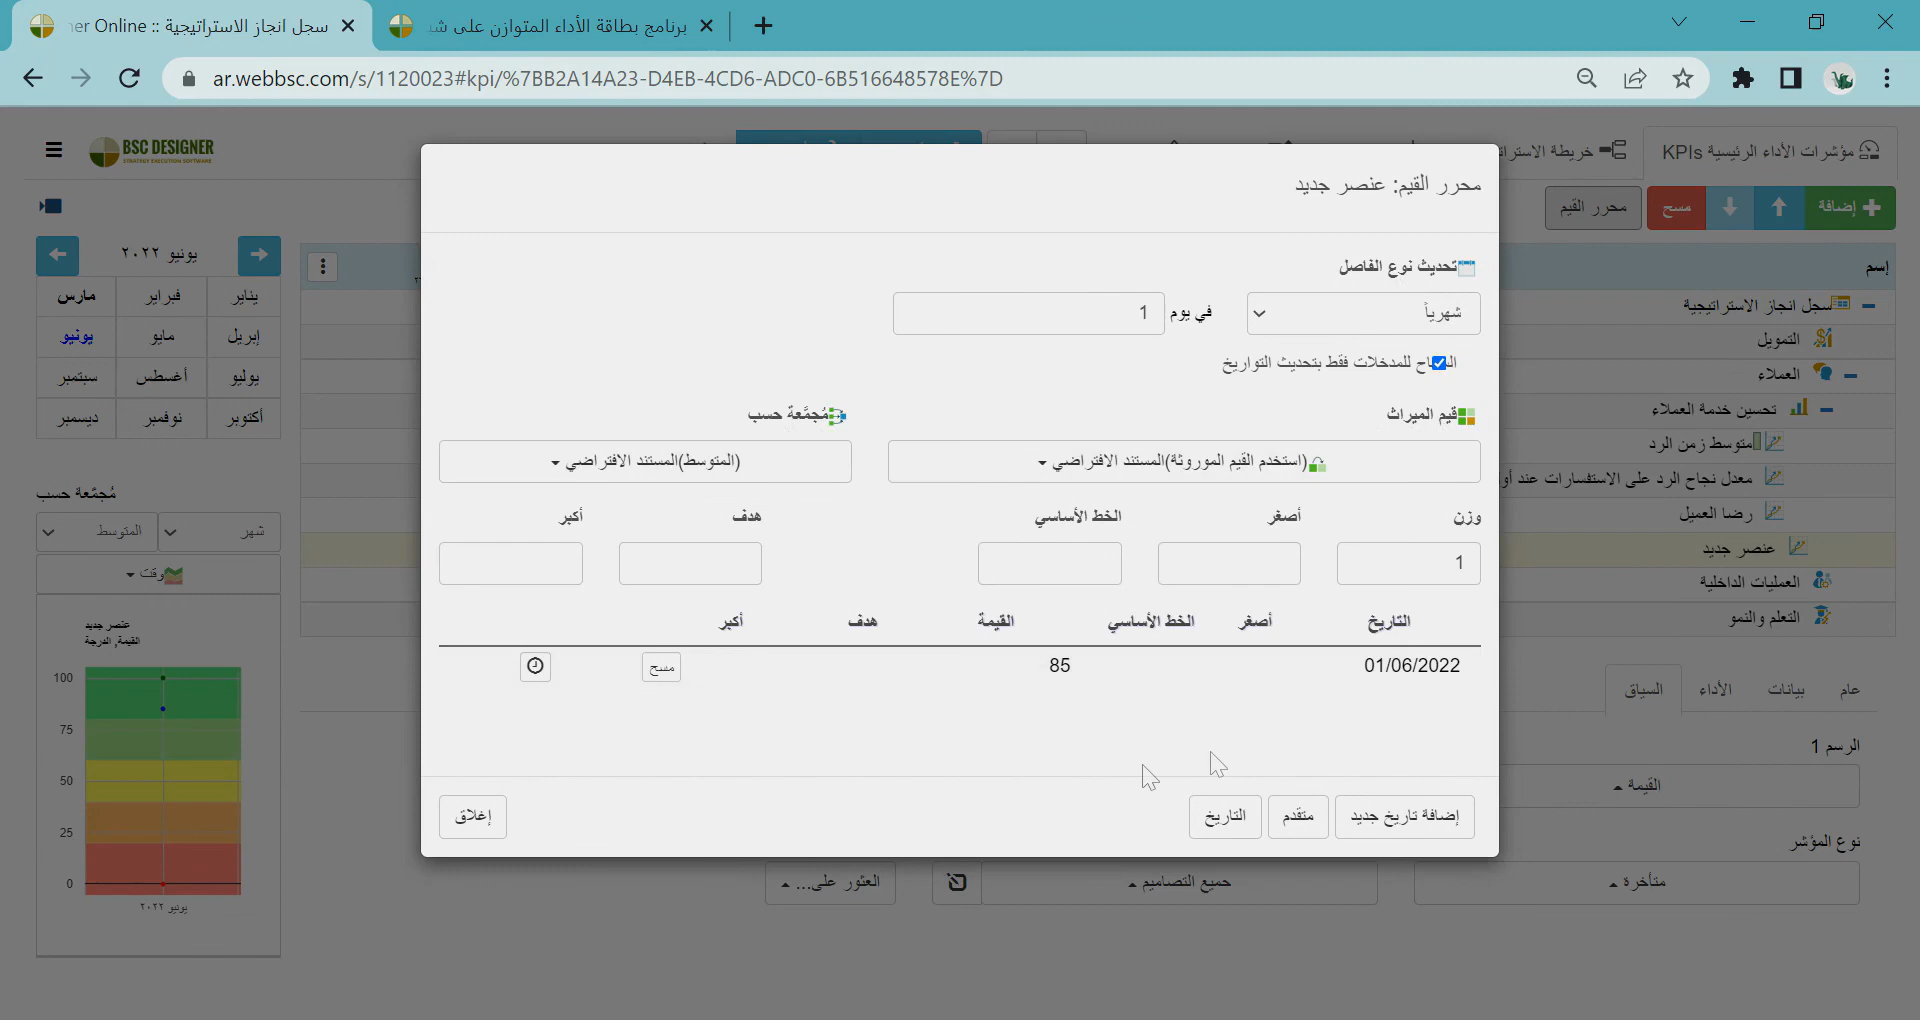 سجل انجاز الاستراتيجية :: ner Online
برنامج بطاقة الأداء المتوازن على شب
ar.webbsc.com/s/1120023#kpi/%7BB2A14A23-D4EB-4CD6-ADC0-6B516648578E%7D
BSC DESIGNER
STRATEGY EXECUTION SOFTWARE
مؤشرات الأداء الرئيسية KPIs
خريطة الاستراتي
إضافة
مسح
محرر القيم
يونيو ٢٠٢٢
يناير
فبراير
مارس
إبريل
مايو
يونيو
يوليو
أغسطس
سبتمبر
أكتوبر
نوفمبر
ديسمبر
مُجمَّعة حسب
شهر
المتوسط
وقت
عنصر جديد
القيمة, الدرجة
100
75
50
25
0
يونيو ٢٠٢٢
إسم
سجل انجاز الاستراتيجية
التمويل
العملاء
تحسين خدمة العملاء
متوسط زمن الرد
معدل نجاح الرد على الاستفسارات عند أو
رضا العميل
عنصر جديد
العمليات الداخلية
التعلم والنمو
عام
بيانات
الأداء
السياق
الرسم 1
القيمة
نوع المؤشر
متأخرة
جميع التصاميم
العثور على...
محرر القيم: عنصر جديد
تحديث نوع الفاصل
شهرياً
في يوم
1
للمدخلات فقط بتحديث التواريخ
قيم الميراث
مُجمَّعة حسب
(استخدم القيم الموروثة)المستند الافتراضي
(المتوسط)المستند الافتراضي
وزن
أصغر
الخط الأساسي
هدف
أكبر
1
التاريخ
أصغر
الخط الأساسي
القيمة
هدف
أكبر
01/06/2022
85
مسح
إضافة تاريخ جديد
متقدم
التاريخ
إغلاق